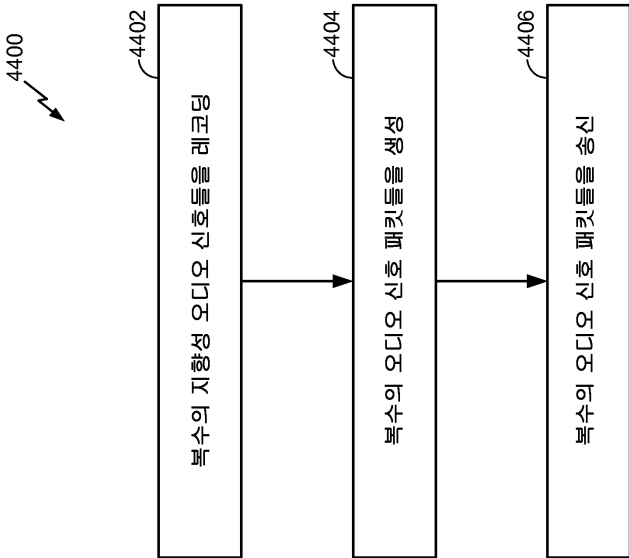 4400
4402
복수의 지향성 오디오 신호들을 레코딩
4404
복수의 오디오 신호 패킷들을 생성
4406
복수의 오디오 신호 패킷들을 송신